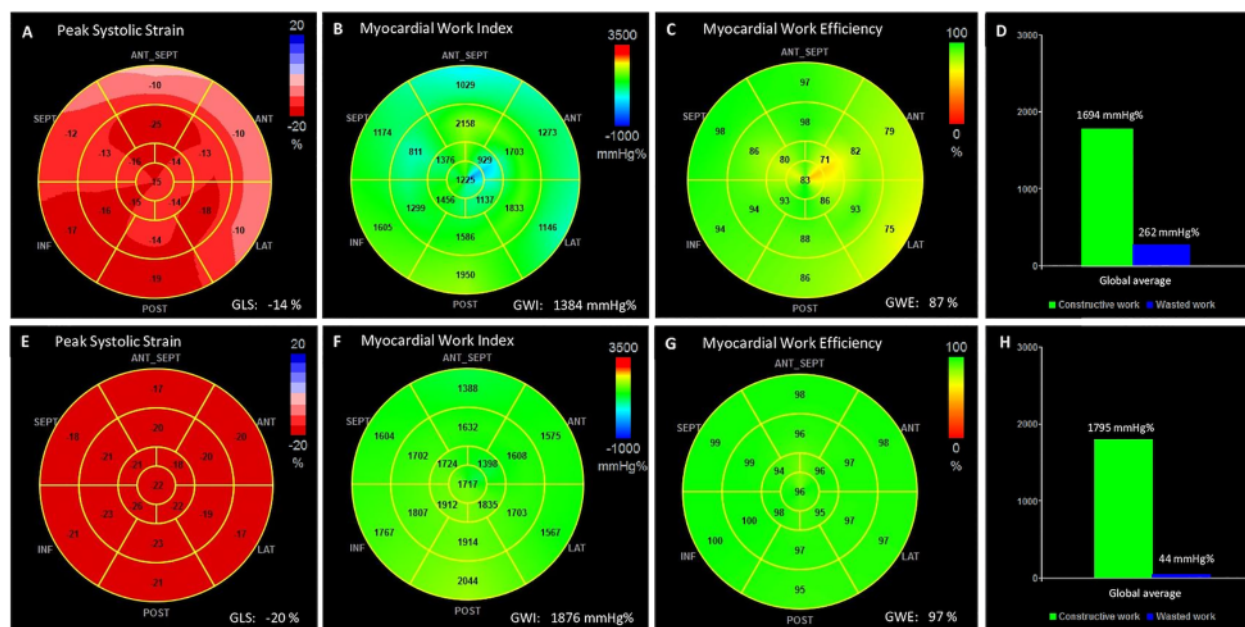 A Peak Systolic Strain
20
-20
%
ANT_SEPT
SEPT
ANT
INF
LAT
POST
-10
-12
-10
-25
-13
-13
-16
-14
15
-16
15
-14
-18
-17
-10
-14
-19
GLS: -14 %
B Myocardial Work Index
3500
-1000
mmHg%
ANT_SEPT
ANT
LAT
POST
1029
1174
1273
2158
811
1703
1376
929
1225
1299
1456
1137
1833
1605
1146
1586
1950
GWI: 1384 mmHg%
C Myocardial Work Efficiency
100
0
%
ANT_SEPT
SEPT
ANT
INF
LAT
POST
97
98
79
98
86
82
80
71
83
94
93
86
93
94
75
88
86
GWE: 87 %
D
3000
2000
1000
0
1694 mmHg%
262 mmHg%
Global average
Constructive work Wasted work
E Peak Systolic Strain
20
-20
%
ANT_SEPT
SEPT
ANT
INF
LAT
POST
-17
-18
-20
-20
-21
-20
21
-18
-22
-23
26
22
19
-21
-17
-23
21
GLS: -20 %
F Myocardial Work Index
3500
-1000
mmHg%
ANT_SEPT
SEPT
ANT
INF
LAT
POST
1388
1604
1575
1632
1702
1608
1724
1398
1717
1807
1912
1835
1703
1767
1567
1914
2044
GWI: 1876 mmHg%
G Myocardial Work Efficiency
100
0
%
ANT_SEPT
SEPT
ANT
INF
LAT
POST
98
99
98
96
99
97
94
96
96
100
98
95
97
100
97
97
95
GWE: 97 %
H
3000
2000
1000
0
1795 mmHg%
44 mmHg%
Global average
Constructive work Wasted work